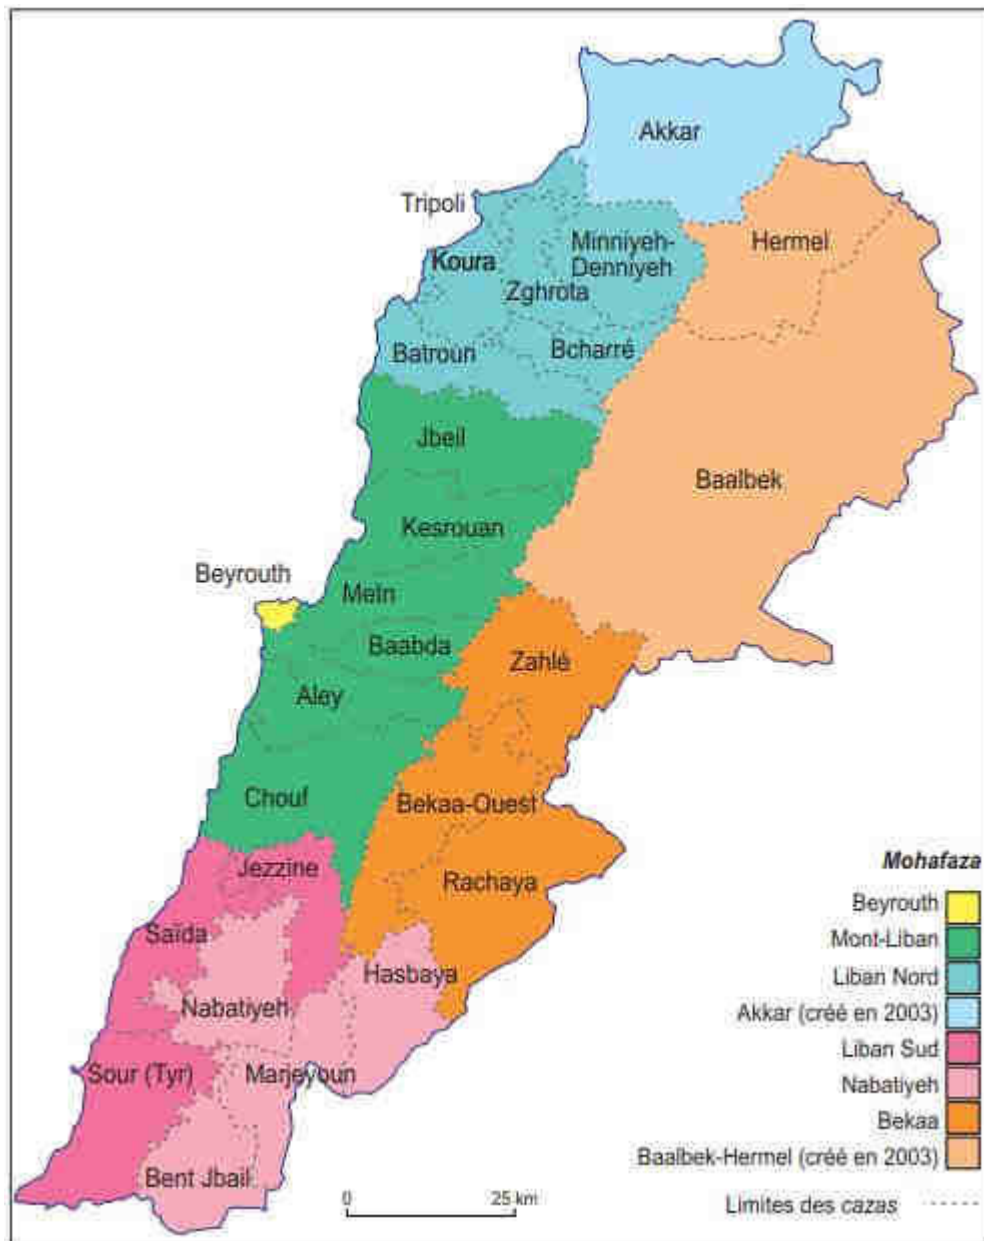 Akkar
Tripoli
Koura
Minniyeh-
Denniyeh
Hermel
Zghrota
Batroun
Bcharré
Jbeil
Baalbek
Kesrouan
Beyrouth
Metn
Baabda
Zahlé
Aley
Chouf
Bekaa-Ouest
Jezzine
Rachaya
Saïda
Hasbaya
Nabatiyeh
Sour (Tyr)
Marjeyoun
Bent Jbail
0 25 km
Mohafaza
Beyrouth
Mont-Liban
Liban Nord
Akkar (créé en 2003)
Liban Sud
Nabatiyeh
Bekaa
Baalbek-Hermel (créé en 2003)
Limites des cazas